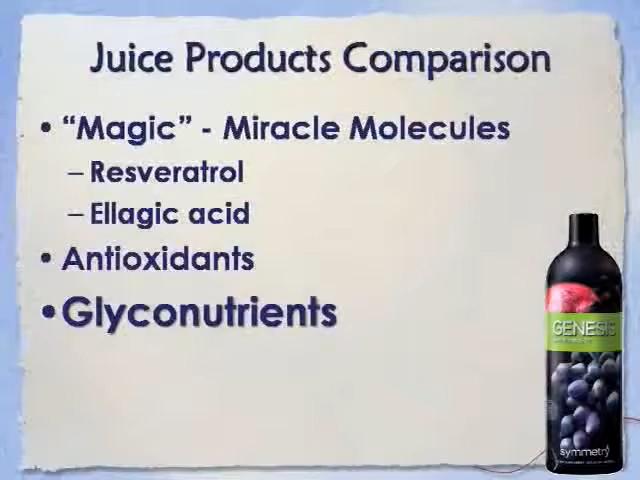 Juice Products Comparison
• “Magic” - Miracle Molecules
– Resveratrol
– Ellagic acid
• Antioxidants
• Glyconutrients
GENESIS
symmetry